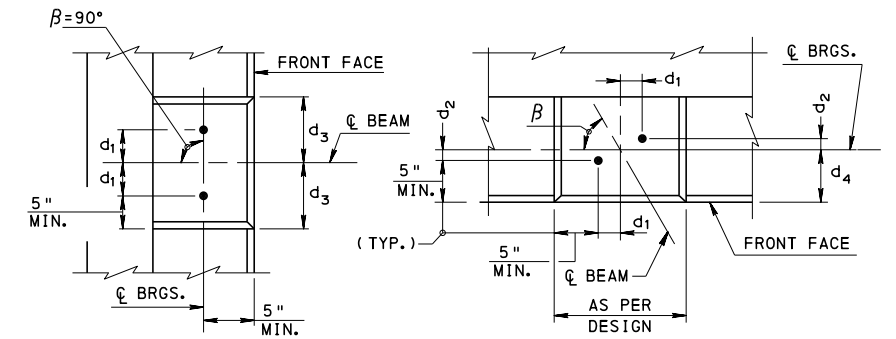 β=90°
FRONT FACE
d₁
d₁
d₃
d₃
℄ BEAM
5"
MIN.
℄ BRGS.
5"
MIN.
℄ BRGS.
d₁
d₂
d₂
β
5"
MIN.
d₄
(TYP.)
d₁
5"
MIN.
℄ BEAM
FRONT FACE
AS PER
DESIGN